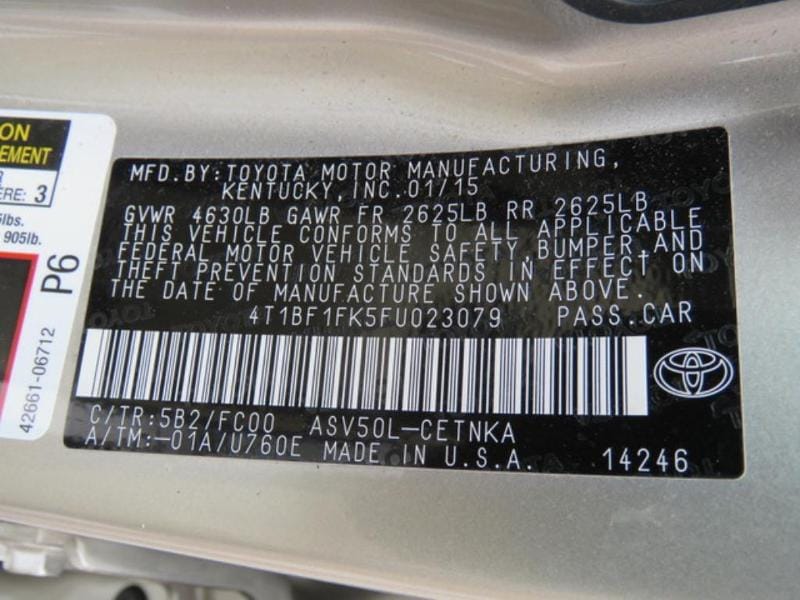 MFD.BY:TOYOTA MOTOR MANUFACTURING,
KENTUCKY, INC.01/15
GVWR 4630LB GAWR FR 2625LB RR 2625LB
THIS VEHICLE CONFORMS TO ALL APPLICABLE
FEDERAL MOTOR VEHICLE SAFETY,BUMPER,AND
THEFT PREVENTION STANDARDS IN EFFECT ON
THE DATE OF MANUFACTURE SHOWN ABOVE.
4T1BF1FK5FU023079 PASS.CAR
C/TR:5B2/FC00 ASV50L-CETNKA
A/TM:-01A/U760E MADE IN U.S.A. 14246
ON
EMENT
R
ERE: 3
lbs.
905lb.
P6
42661-06712